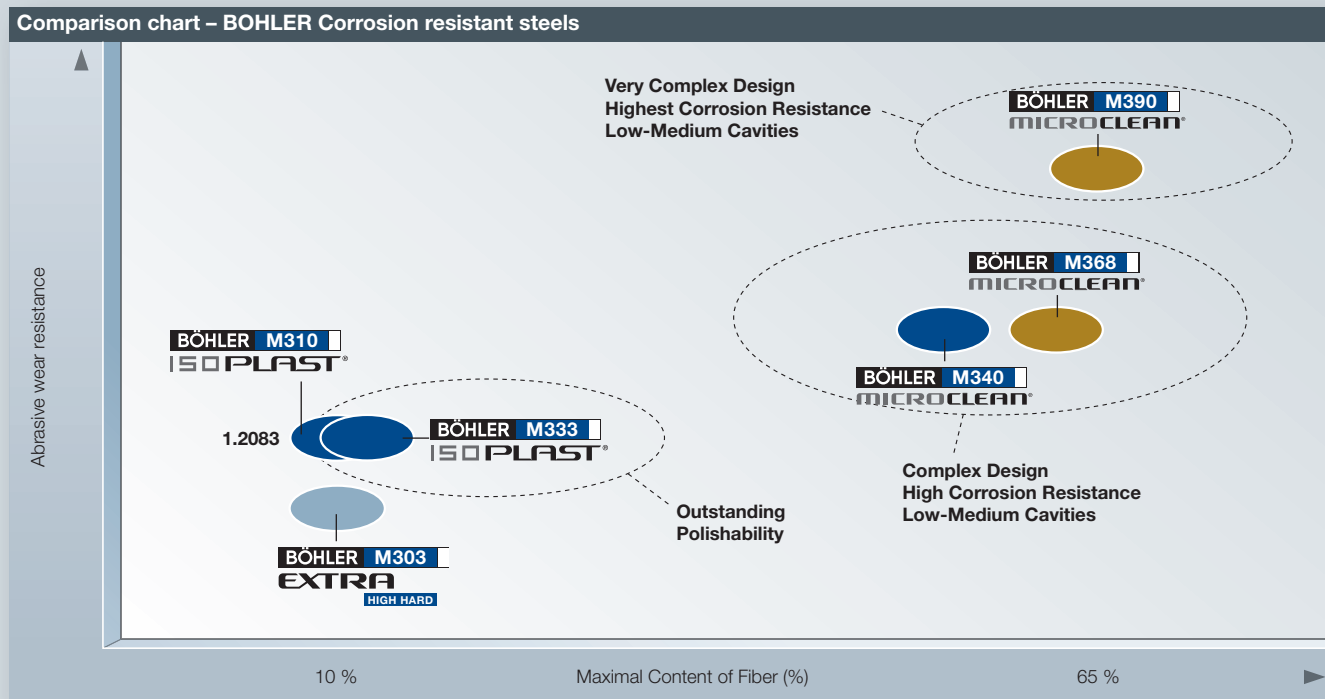 Comparison chart – BOHLER Corrosion resistant steels
Abrasive wear resistance
Very Complex Design
Highest Corrosion Resistance
Low-Medium Cavities
BÖHLER M390
MICROCLEAN®
BÖHLER M368
MICROCLEAN®
BÖHLER M340
MICROCLEAN®
BÖHLER M310
ISOPLAST®
1.2083
BÖHLER M333
ISOPLAST®
Outstanding
Polishability
Complex Design
High Corrosion Resistance
Low-Medium Cavities
BÖHLER M303
EXTRA
HIGH HARD
10 %
Maximal Content of Fiber (%)
65 %